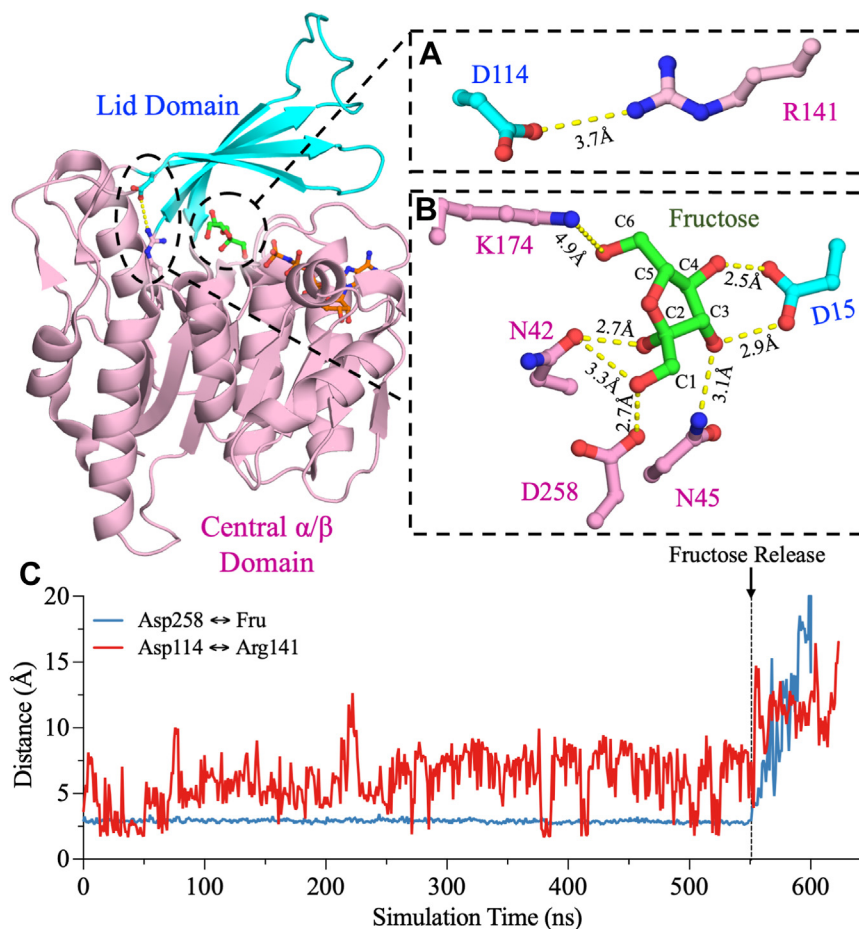 Lid Domain
Central α/β
Domain
A
D114
R141
3.7Å
B
K174
4.9Å
C6
Fructose
C5
C4
2.5Å
D15
C2
C3
2.9Å
N42
2.7Å
3.3Å
C1
3.1Å
2.7Å
D258
N45
C
Fructose Release
Asp258 ↔ Fru
Asp114 ↔ Arg141
Distance (Å)
20
15
10
5
0
0
100
200
300
400
500
600
Simulation Time (ns)